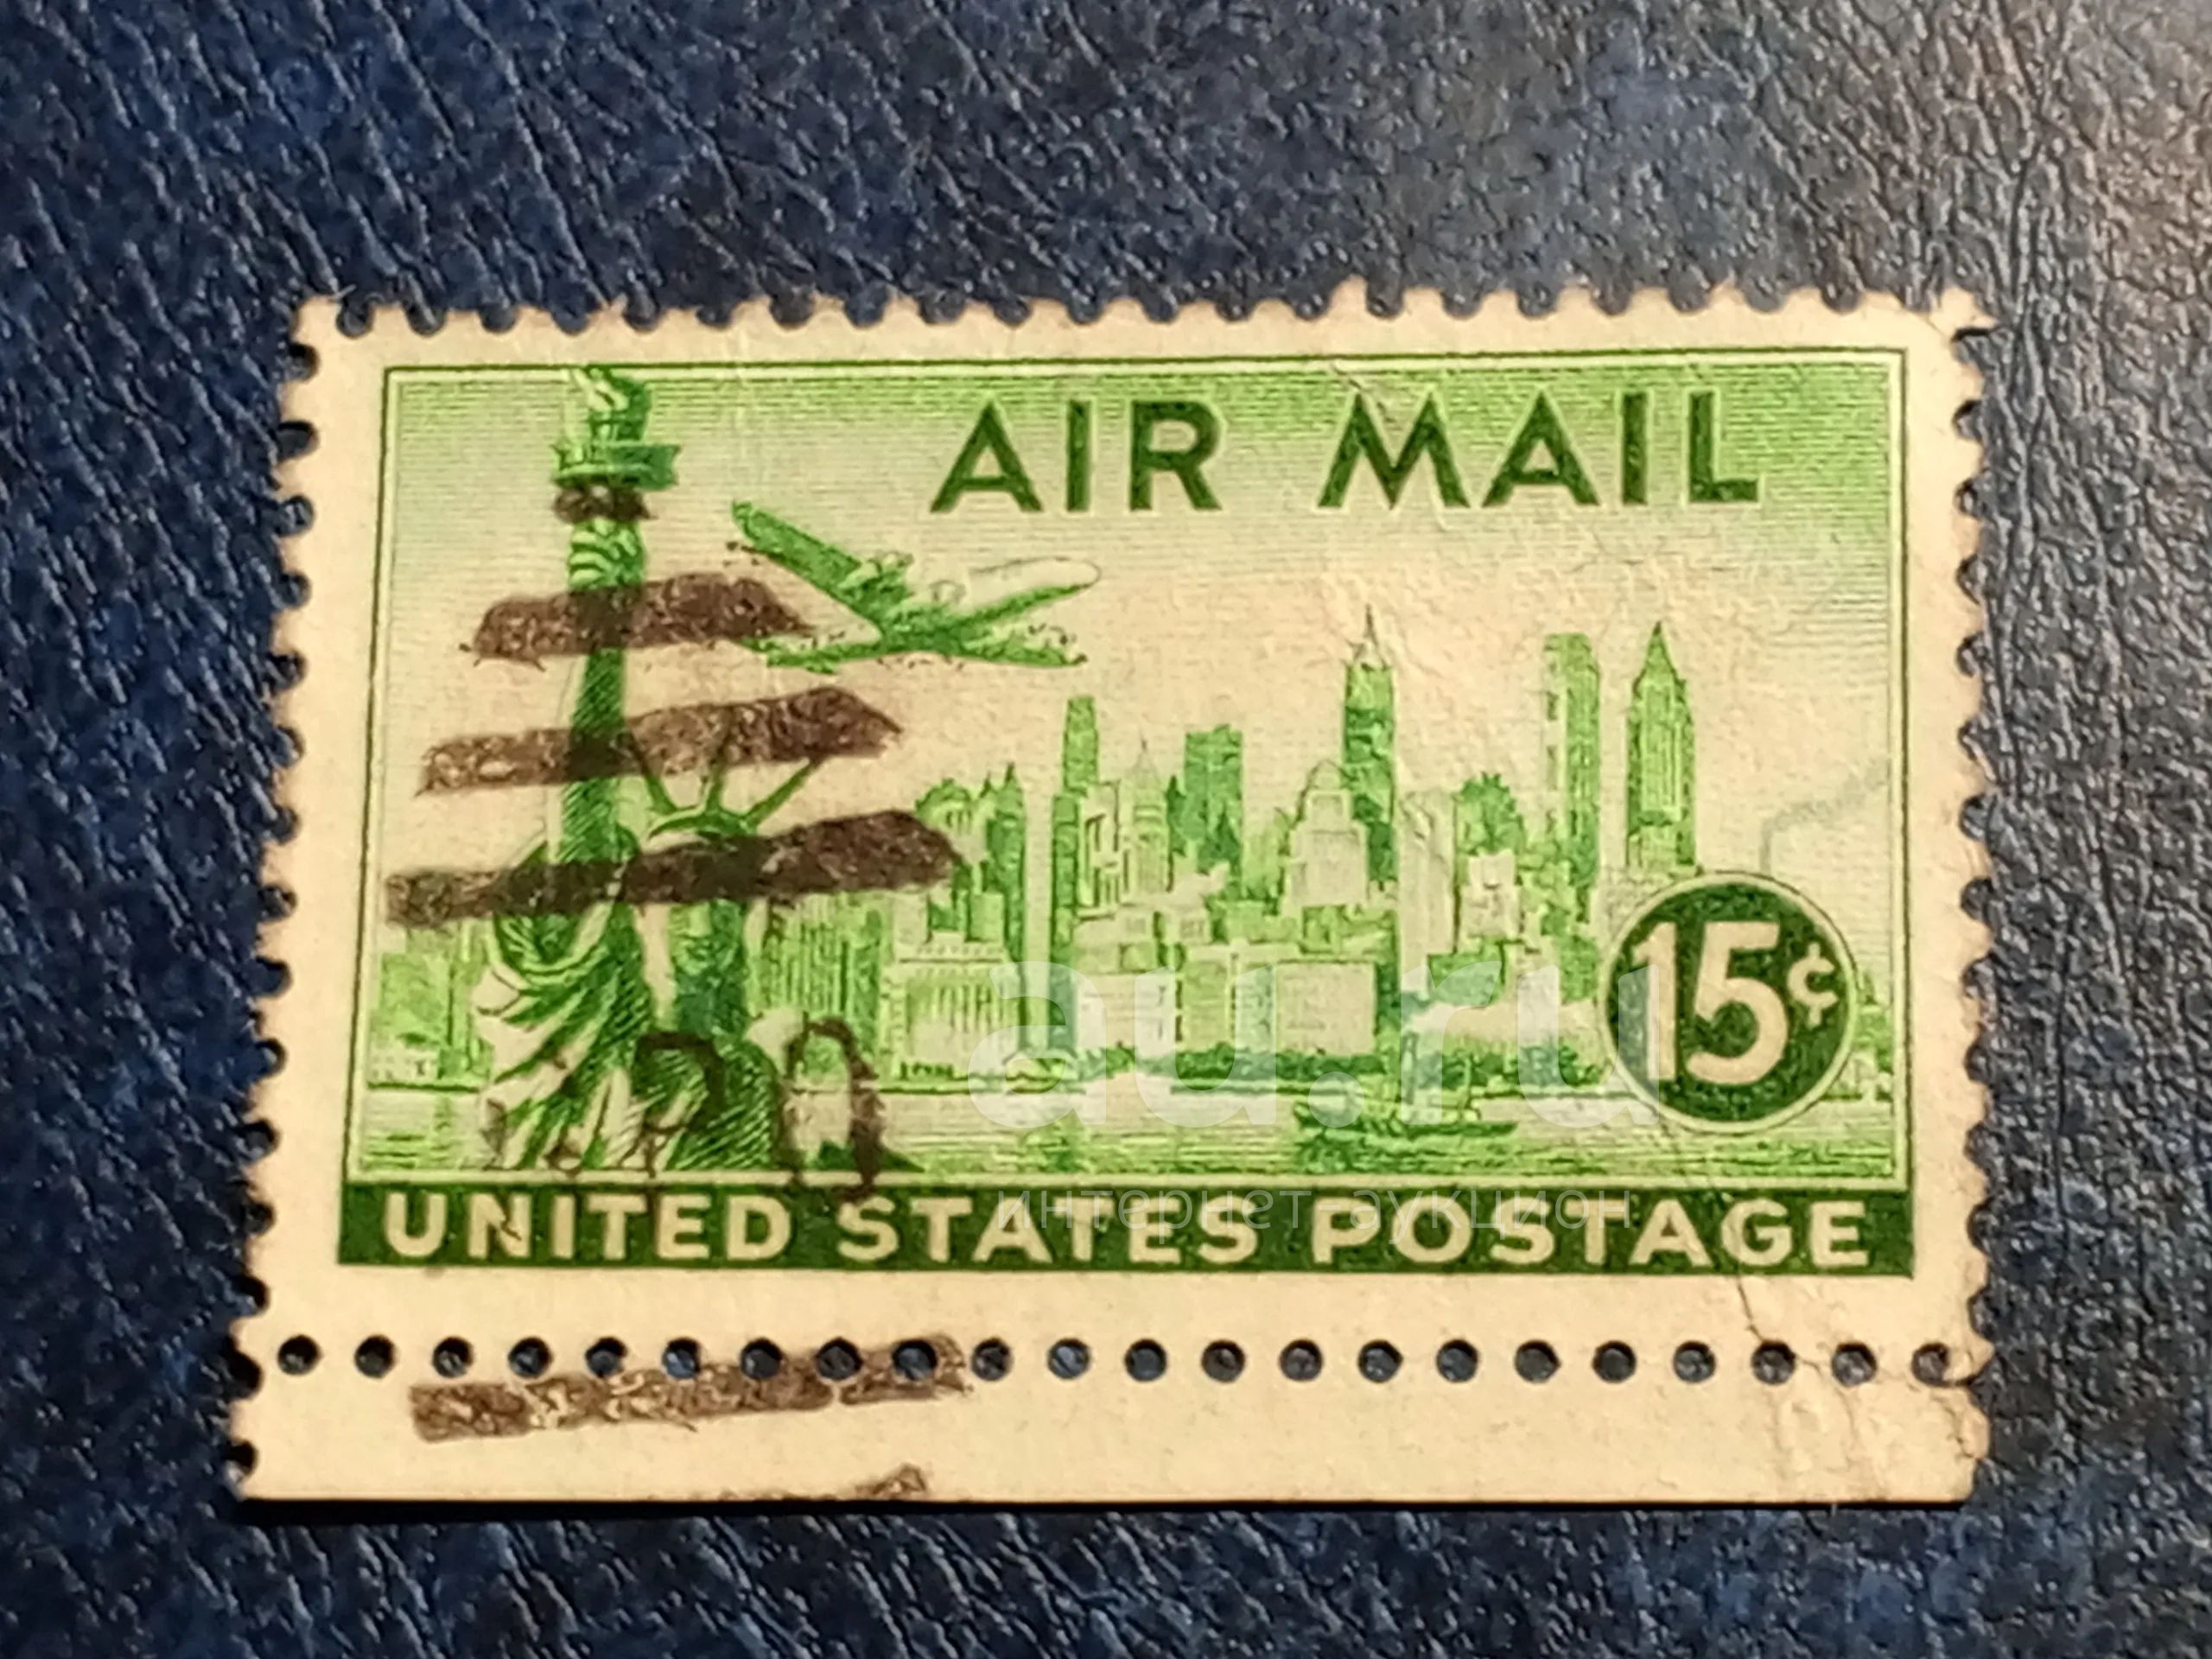 AIR MAIL
15¢
au.ru
UNITED STATES POSTAGE
интернет аукцион